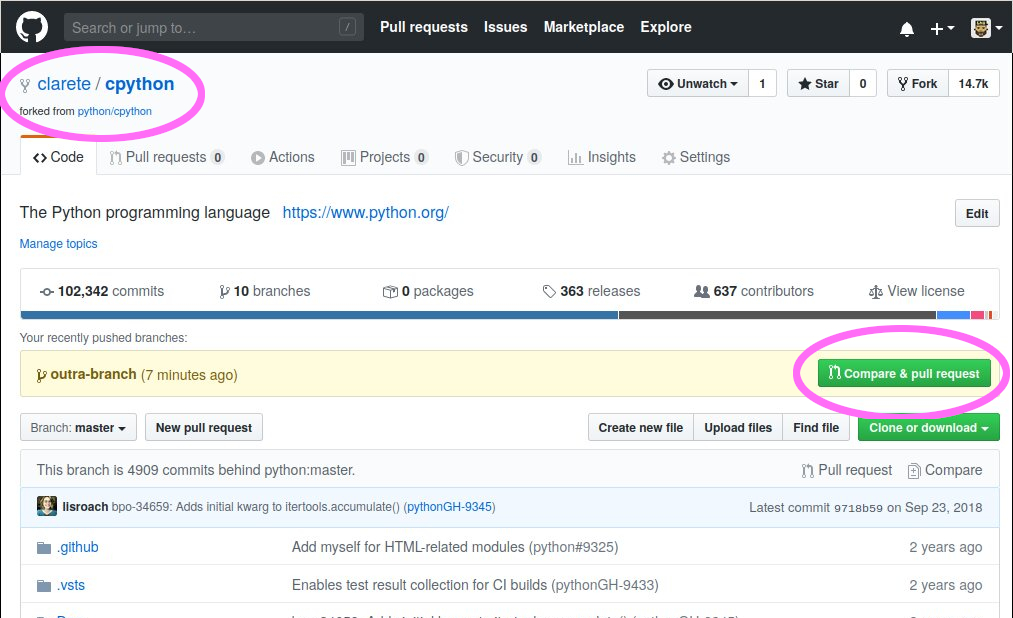 Search or jump to… / Pull requests Issues Marketplace Explore
clarete / cpython Unwatch 1 Star 0 Fork 14.7k
forked from python/cpython
Code Pull requests 0 Actions Projects 0 Security 0 Insights Settings
The Python programming language https://www.python.org/ Edit
Manage topics
102,342 commits 10 branches 0 packages 363 releases 637 contributors View license
Your recently pushed branches:
outra-branch (7 minutes ago) Compare & pull request
Branch: master New pull request Create new file Upload files Find file Clone or download
This branch is 4909 commits behind python:master. Pull request Compare
lisroach bpo-34659: Adds initial kwarg to itertools.accumulate() (pythonGH-9345) Latest commit 9718b59 on Sep 23, 2018
.github Add myself for HTML-related modules (python#9325) 2 years ago
.vsts Enables test result collection for CI builds (pythonGH-9433) 2 years ago